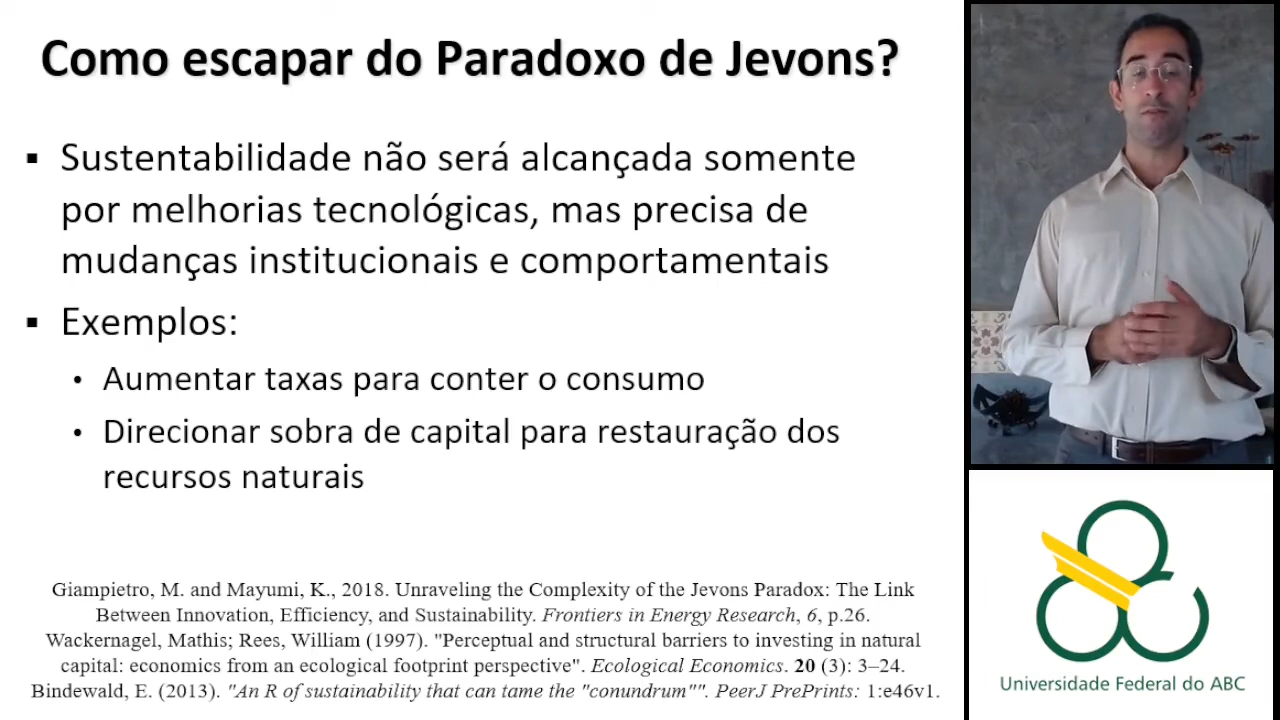 Como escapar do Paradoxo de Jevons?
▪ Sustentabilidade não será alcançada somente
por melhorias tecnológicas, mas precisa de
mudanças institucionais e comportamentais
▪ Exemplos:
• Aumentar taxas para conter o consumo
• Direcionar sobra de capital para restauração dos
recursos naturais
Giampietro, M. and Mayumi, K., 2018. Unraveling the Complexity of the Jevons Paradox: The Link
Between Innovation, Efficiency, and Sustainability. Frontiers in Energy Research, 6, p.26.
Wackernagel, Mathis; Rees, William (1997). "Perceptual and structural barriers to investing in natural
capital: economics from an ecological footprint perspective". Ecological Economics. 20 (3): 3–24.
Bindewald, E. (2013). "An R of sustainability that can tame the "conundrum"". PeerJ PrePrints: 1:e46v1.
Universidade Federal do ABC